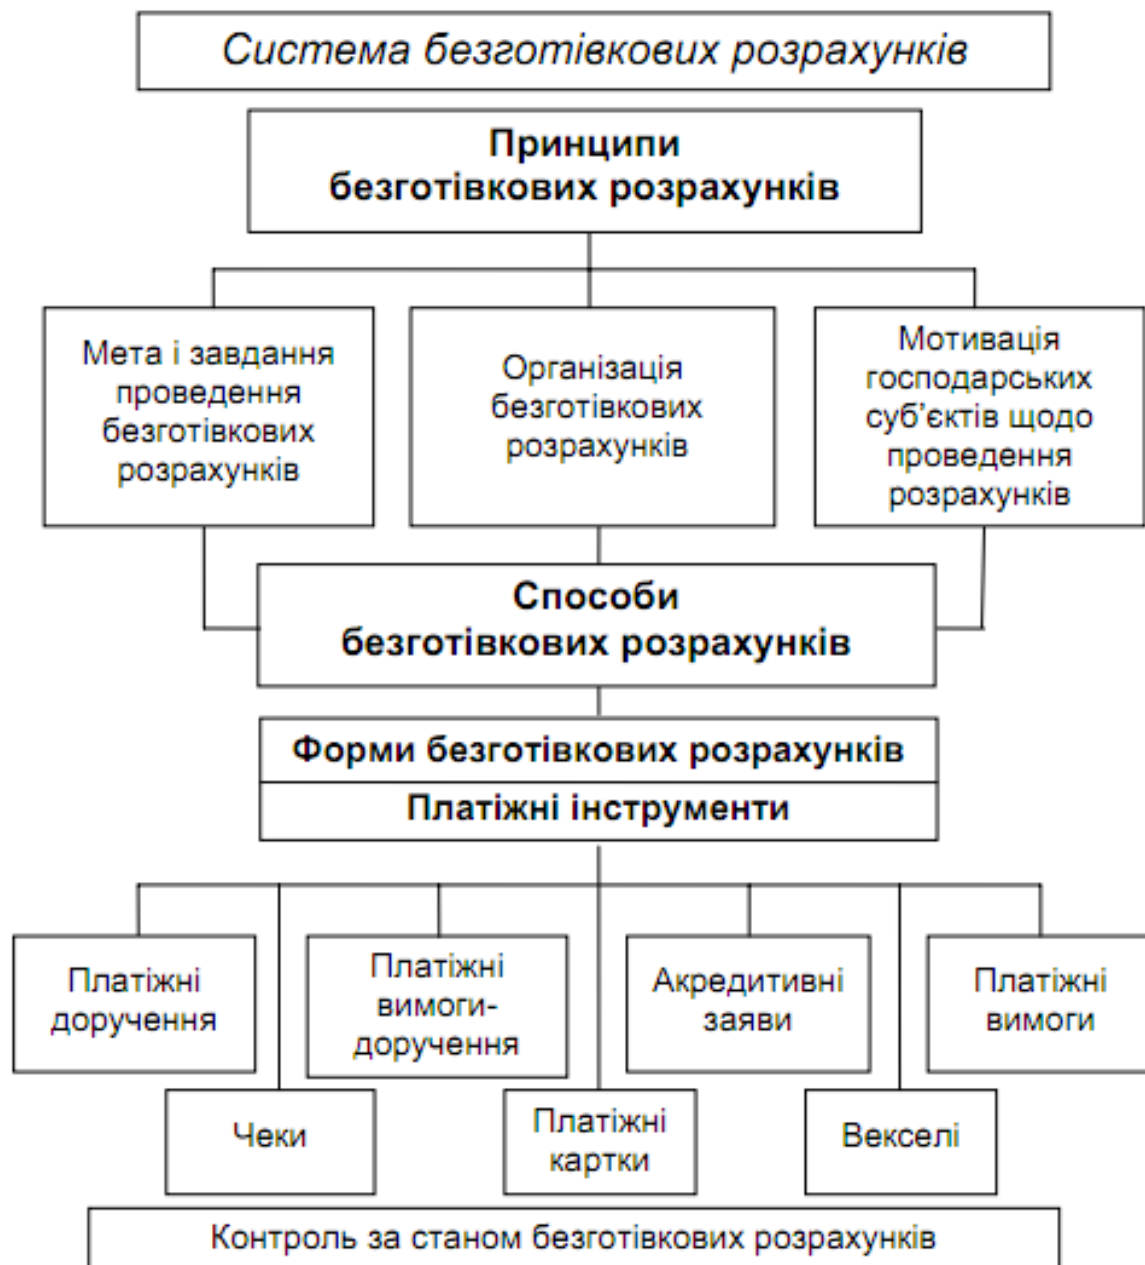 Система безготівкових розрахунків
Принципи
безготівкових розрахунків
Мета і завдання
проведення
безготівкових
розрахунків
Організація
безготівкових
розрахунків
Мотивація
господарських
суб'єктів щодо
проведення
розрахунків
Способи
безготівкових розрахунків
Форми безготівкових розрахунків
Платіжні інструменти
Платіжні
доручення
Платіжні
вимоги-
доручення
Акредитивні
заяви
Платіжні
вимоги
Чеки
Платіжні
картки
Векселі
Контроль за станом безготівкових розрахунків